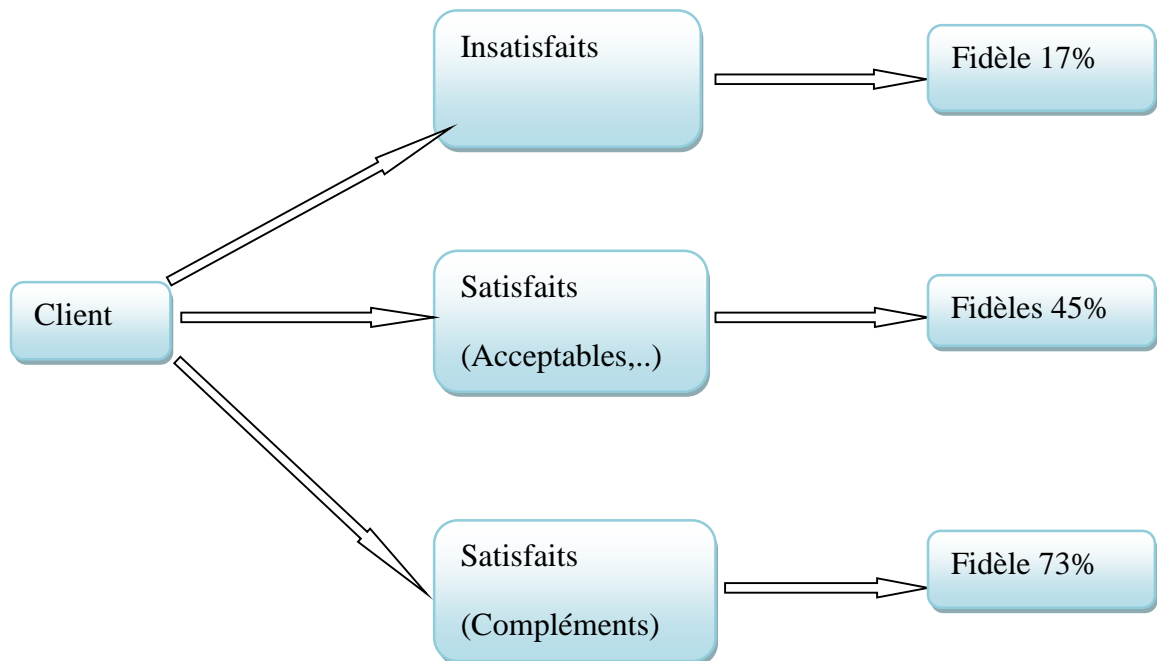 Insatisfaits
Fidèle 17%
Client
Satisfaits
(Acceptables,..)
Fidèles 45%
Satisfaits
(Compléments)
Fidèle 73%